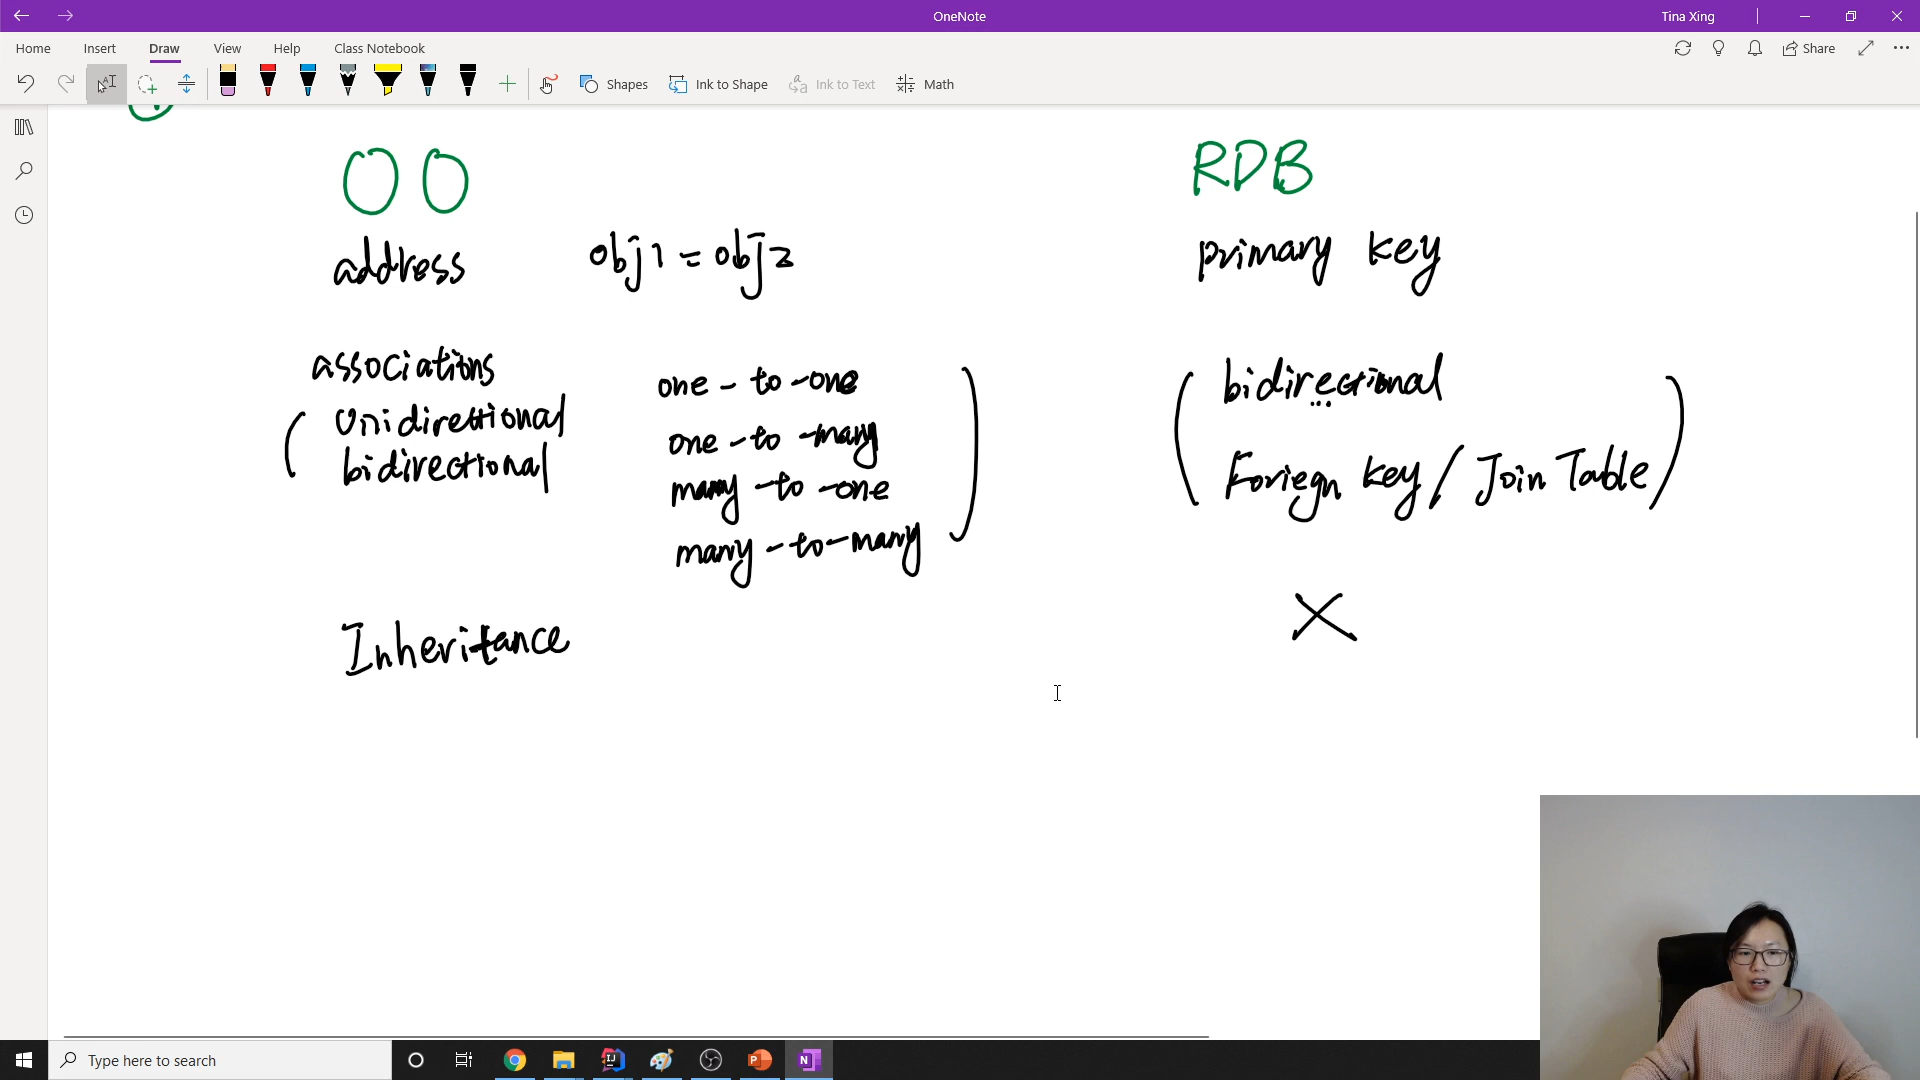 OneNote
Tina Xing
Home Insert Draw View Help Class Notebook
Share
Shapes Ink to Shape Ink to Text Math
OO RDB
address obj1 = obj2 primary key
associations
unidirectional
bidirectional
one-to-one
one-to-many
many-to-one
many-to-many
bidirectional
...
Foriegn key / Join Table
Inheritance X
Type here to search